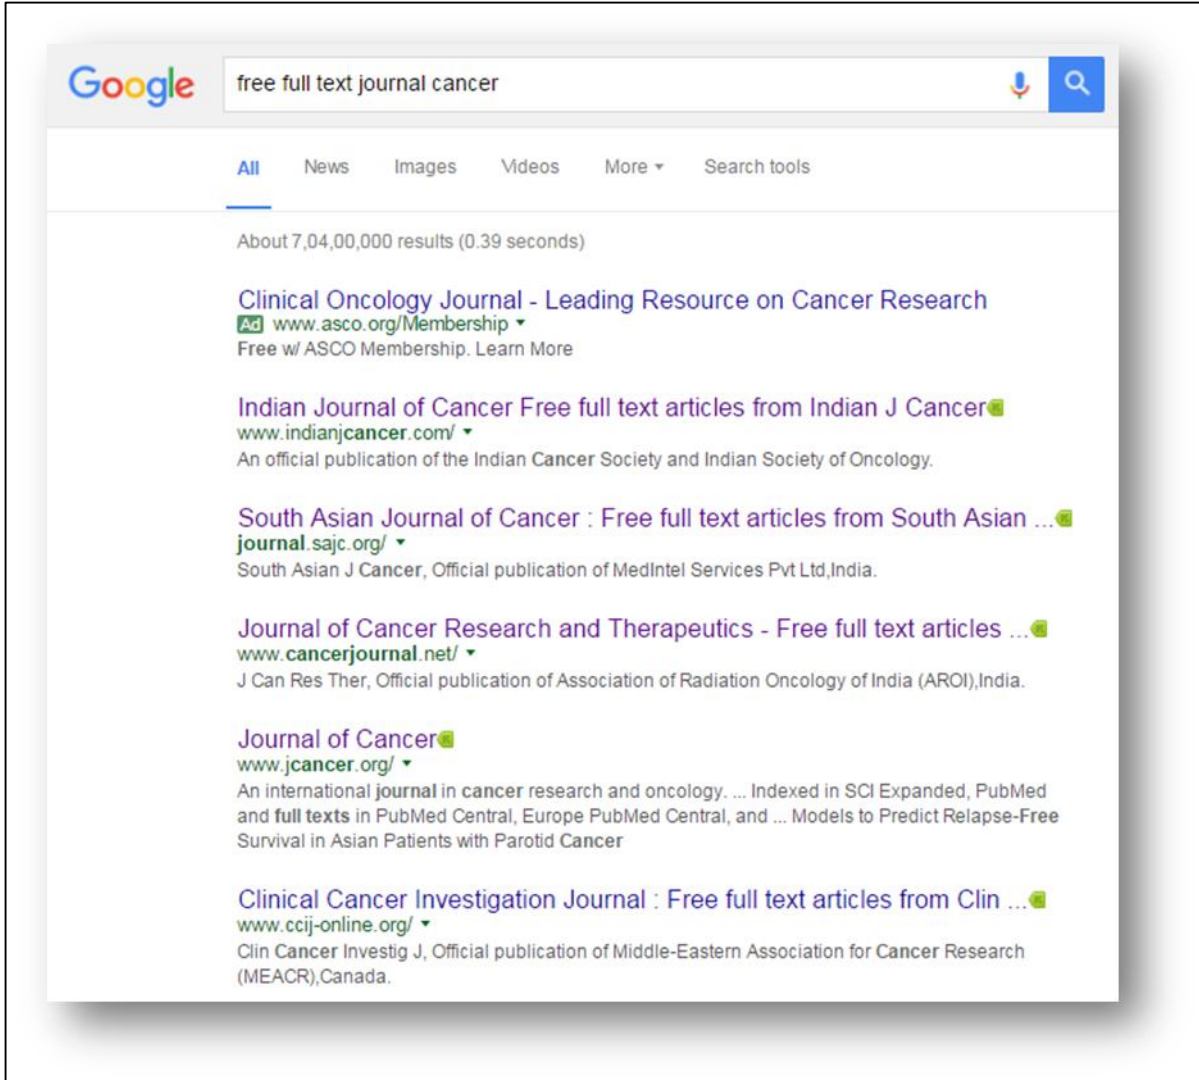 Google
free full text journal cancer
All News Images Videos More Search tools
About 7,04,00,000 results (0.39 seconds)
Clinical Oncology Journal - Leading Resource on Cancer Research
Ad www.asco.org/Membership
Free w/ ASCO Membership. Learn More
Indian Journal of Cancer Free full text articles from Indian J Cancer
www.indianjcancer.com/
An official publication of the Indian Cancer Society and Indian Society of Oncology.
South Asian Journal of Cancer : Free full text articles from South Asian ...
journal.sajc.org/
South Asian J Cancer, Official publication of MedIntel Services Pvt Ltd,India.
Journal of Cancer Research and Therapeutics - Free full text articles ...
www.cancerjournal.net/
J Can Res Ther, Official publication of Association of Radiation Oncology of India (AROI),India.
Journal of Cancer
www.jcancer.org/
An international journal in cancer research and oncology. ... Indexed in SCI Expanded, PubMed
and full texts in PubMed Central, Europe PubMed Central, and ... Models to Predict Relapse-Free
Survival in Asian Patients with Parotid Cancer
Clinical Cancer Investigation Journal : Free full text articles from Clin ...
www.ccij-online.org/
Clin Cancer Investig J, Official publication of Middle-Eastern Association for Cancer Research
(MEACR),Canada.